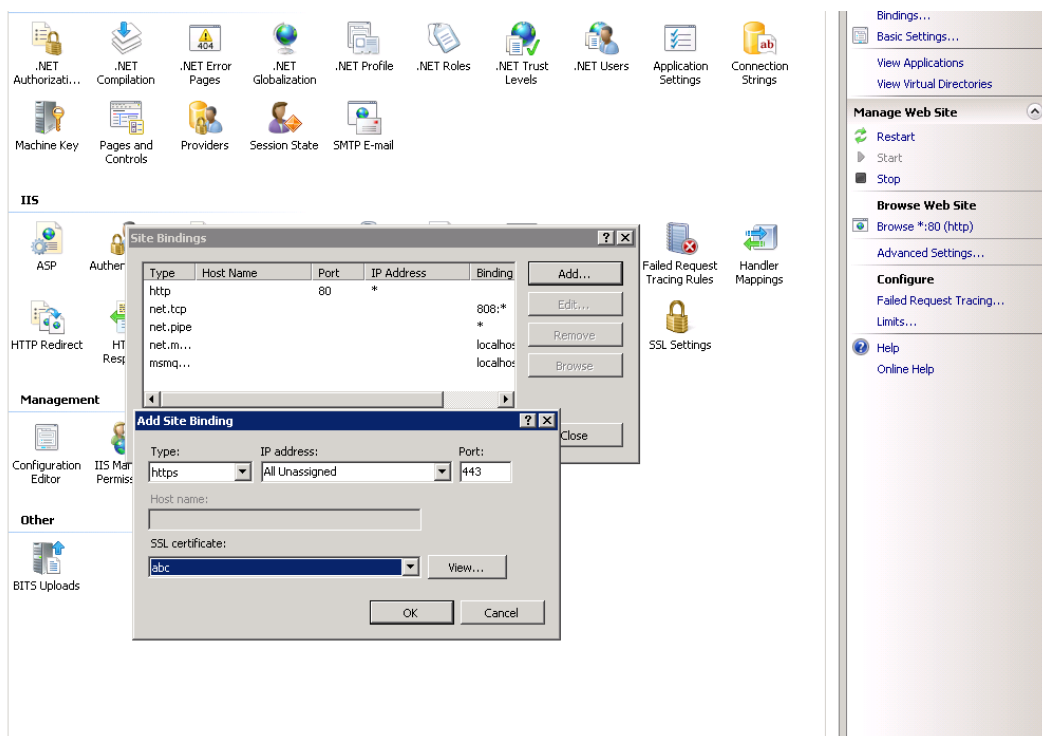 .NET Authorizati...
.NET Compilation
.NET Error Pages
.NET Globalization
.NET Profile
.NET Roles
.NET Trust Levels
.NET Users
Application Settings
Connection Strings
404
ab
Machine Key
Pages and Controls
Providers
Session State
SMTP E-mail
IIS
ASP
Failed Request Tracing Rules
Handler Mappings
HTTP Redirect
SSL Settings
Site Bindings
Type Host Name Port IP Address Binding
http 80 *
net.tcp 808:*
net.pipe *
net.m... localhos
msmq... localhos
Add...
Edit...
Remove
Browse
Close
Management
Configuration Editor
Other
BITS Uploads
Add Site Binding
Type: IP address: Port:
https All Unassigned 443
Host name:
SSL certificate:
abc View...
OK Cancel
Bindings...
Basic Settings...
View Applications
View Virtual Directories
Manage Web Site
Restart
Start
Stop
Browse Web Site
Browse *:80 (http)
Advanced Settings...
Configure
Failed Request Tracing...
Limits...
Help
Online Help